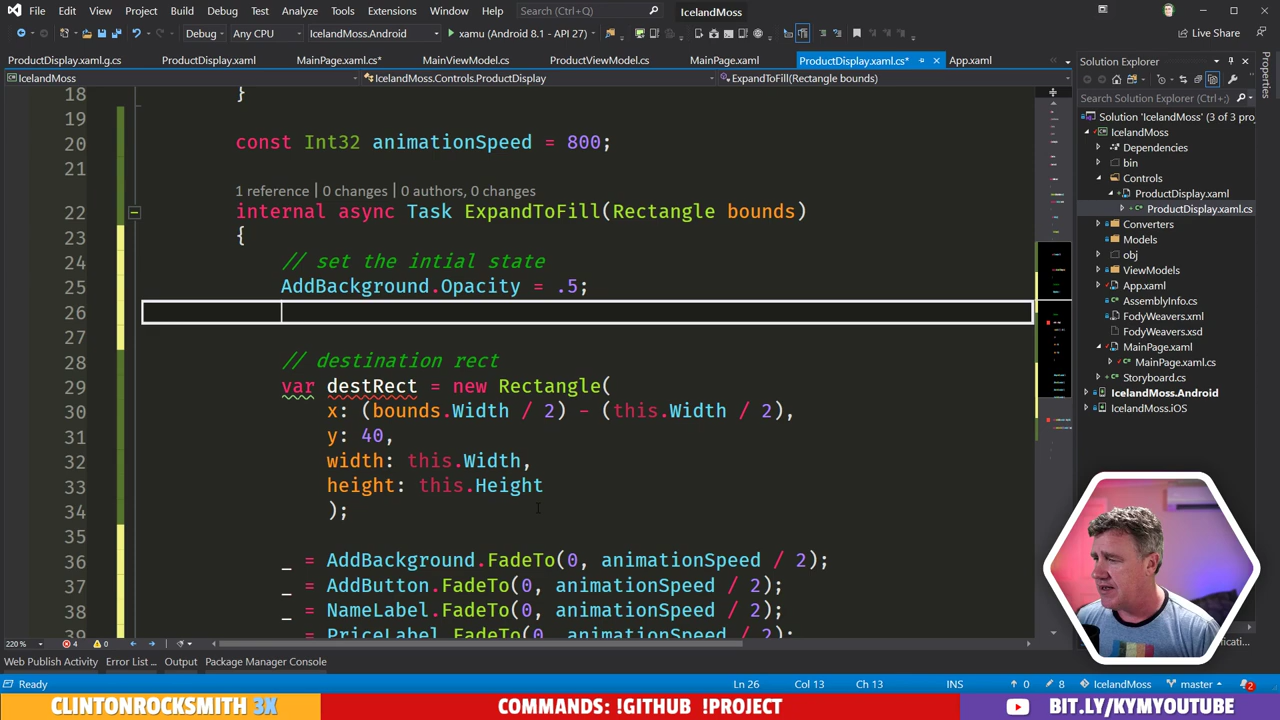 File Edit View Project Build Debug Test Analyze Tools Extensions Window Help Search (Ctrl+Q) IcelandMoss
Debug Any CPU IcelandMoss.Android xamu (Android 8.1 - API 27) Live Share
ProductDisplay.xaml.g.cs ProductDisplay.xaml MainPage.xaml.cs* MainViewModel.cs ProductViewModel.cs MainPage.xaml ProductDisplay.xaml.cs* App.xaml
IcelandMoss IcelandMoss.Controls.ProductDisplay ExpandToFill(Rectangle bounds)
18 }
19
20 const Int32 animationSpeed = 800;
21
1 reference | 0 changes | 0 authors, 0 changes
22 internal async Task ExpandToFill(Rectangle bounds)
23 {
24 // set the intial state
25 AddBackground.Opacity = .5;
26
27
28 // destination rect
29 var destRect = new Rectangle(
30 x: (bounds.Width / 2) - (this.Width / 2),
31 y: 40,
32 width: this.Width,
33 height: this.Height
34 );
35
36 _ = AddBackground.FadeTo(0, animationSpeed / 2);
37 _ = AddButton.FadeTo(0, animationSpeed / 2);
38 _ = NameLabel.FadeTo(0, animationSpeed / 2);
39 _ = PriceLabel.FadeTo(0, animationSpeed / 2);
220 % 4 0
Web Publish Activity Error List ... Output Package Manager Console
Ready Ln 26 Col 13 Ch 13 INS 0 8 IcelandMoss master 2
Solution Explorer
Search Solution Explorer (Ctrl+;)
Solution 'IcelandMoss' (3 of 3 proj
IcelandMoss
Dependencies
bin
Controls
ProductDisplay.xaml
ProductDisplay.xaml.cs
Converters
Models
obj
ViewModels
App.xaml
AssemblyInfo.cs
FodyWeavers.xml
FodyWeavers.xsd
MainPage.xaml
MainPage.xaml.cs
Storyboard.cs
IcelandMoss.Android
IcelandMoss.iOS
Properties
CLINTONROCKSMITH 3X COMMANDS: !GITHUB !PROJECT BIT.LY/KYMYOUTUBE